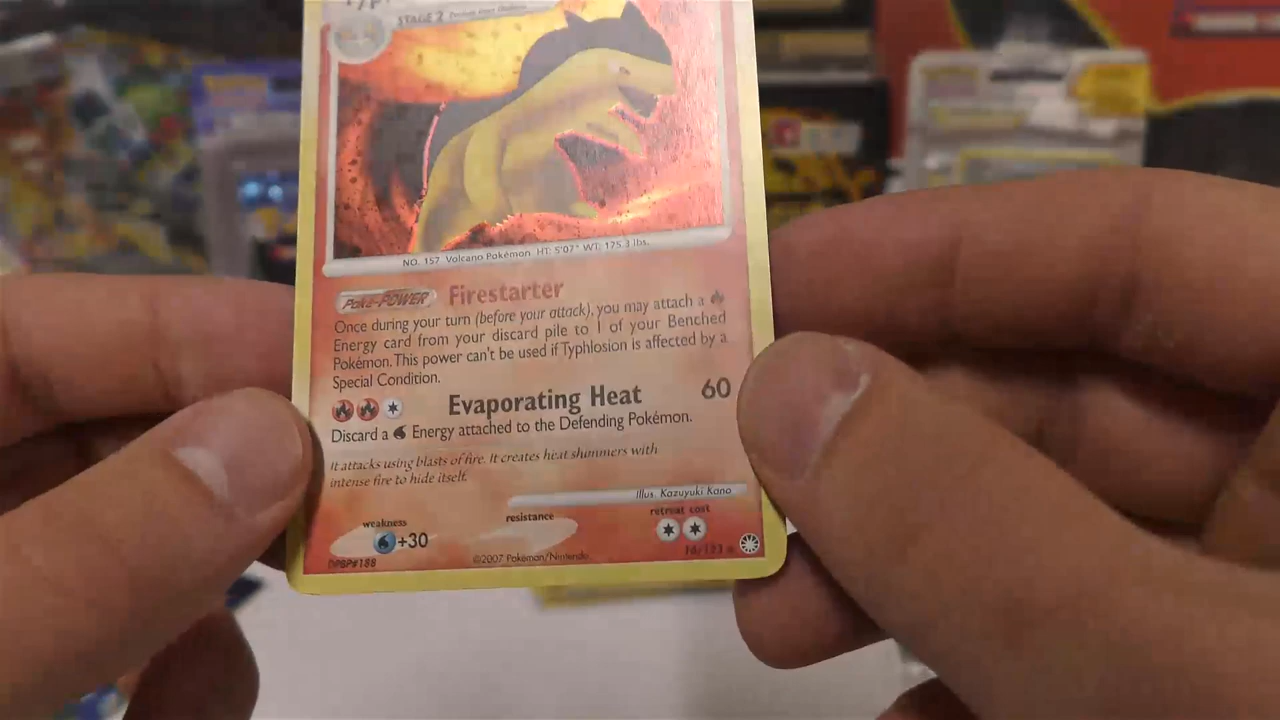 STAGE 2
NO. 157 Volcano Pokémon HT: 5'07" WT: 175.3 lbs.
Poké-POWER Firestarter
Once during your turn (before your attack), you may attach a
Energy card from your discard pile to 1 of your Benched
Pokémon. This power can't be used if Typhlosion is affected by a
Special Condition.
Evaporating Heat 60
Discard a Energy attached to the Defending Pokémon.
It attacks using blasts of fire. It creates heat shimmers with
intense fire to hide itself.
Illus. Kazuyuki Kano
weakness resistance retreat cost
+30
DPBP#188 ©2007 Pokémon/Nintendo 16/123